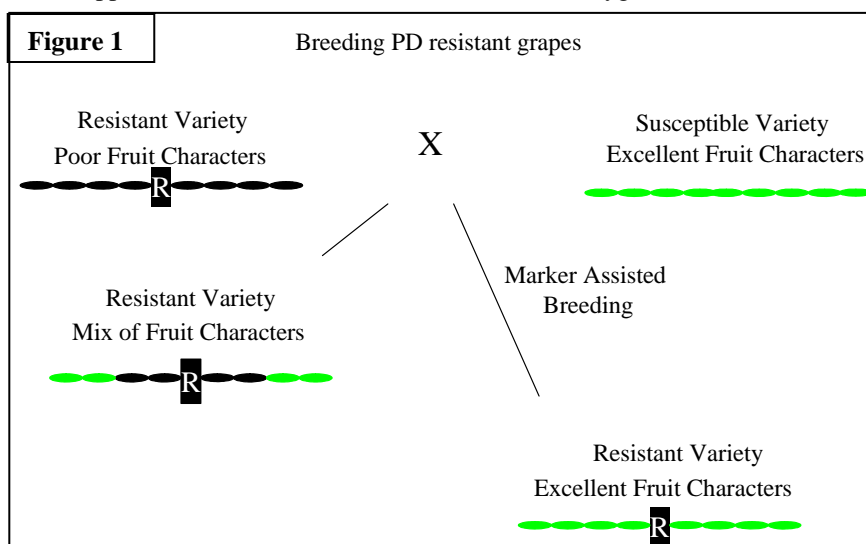 Figure 1
Breeding PD resistant grapes
Resistant Variety
Poor Fruit Characters
R
X
Susceptible Variety
Excellent Fruit Characters
Marker Assisted
Breeding
Resistant Variety
Mix of Fruit Characters
R
Resistant Variety
Excellent Fruit Characters
R